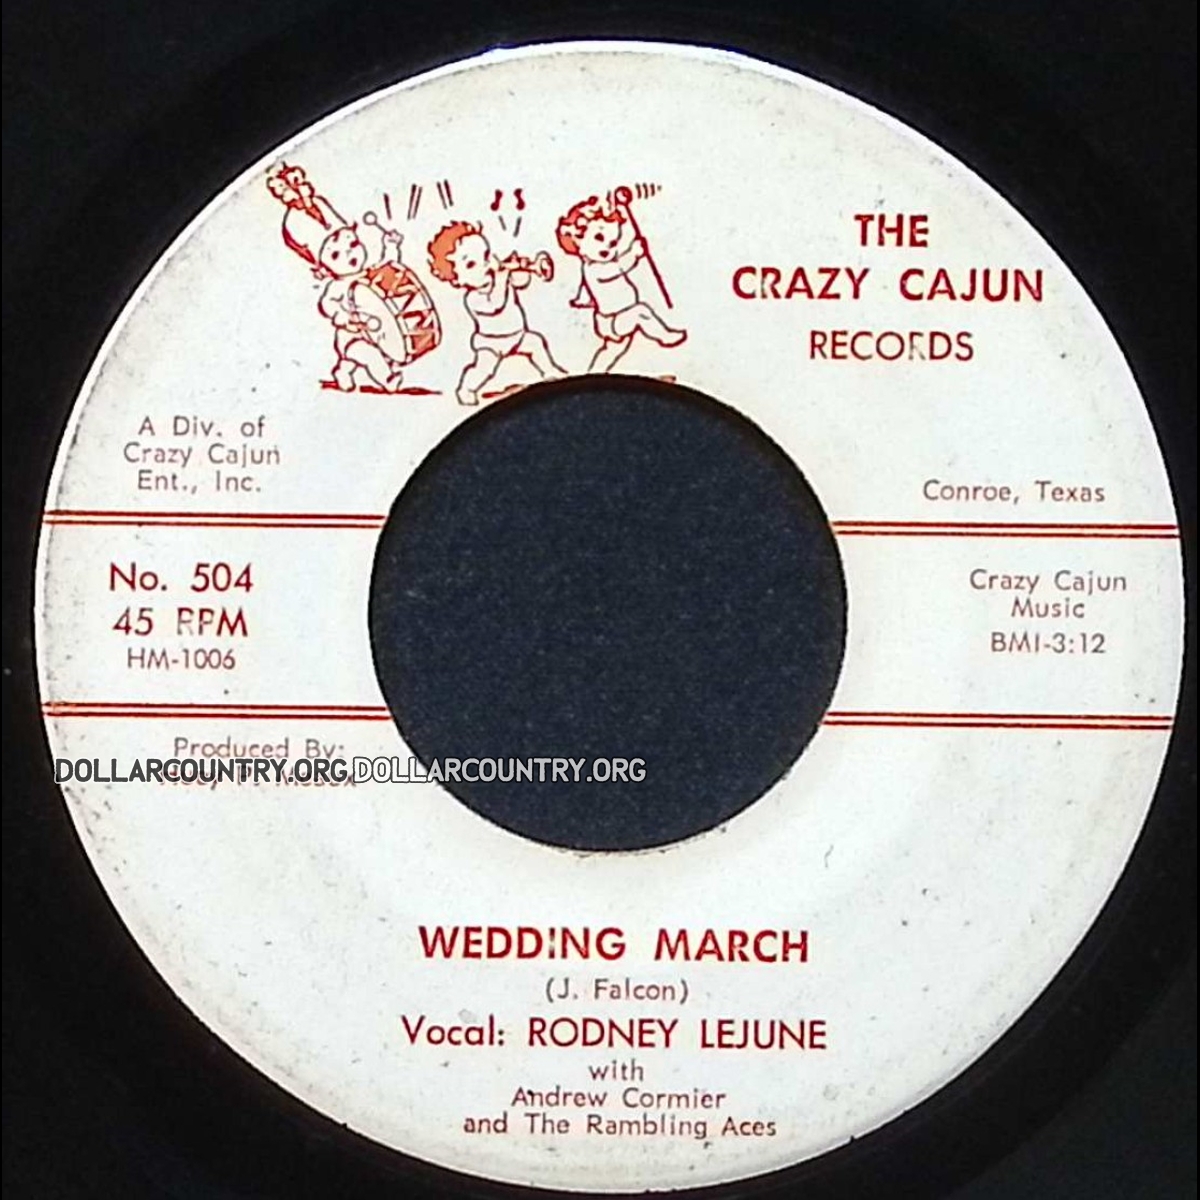 THE
CRAZY CAJUN
RECORDS
A Div. of
Crazy Cajun
Ent., Inc.
Conroe, Texas
No. 504
45 RPM
HM-1006
Crazy Cajun
Music
BMI-3:12
Produced By:
DOLLARCOUNTRY.ORG DOLLARCOUNTRY.ORG
WEDDING MARCH
(J. Falcon)
Vocal: RODNEY LEJUNE
with
Andrew Cormier
and The Rambling Aces